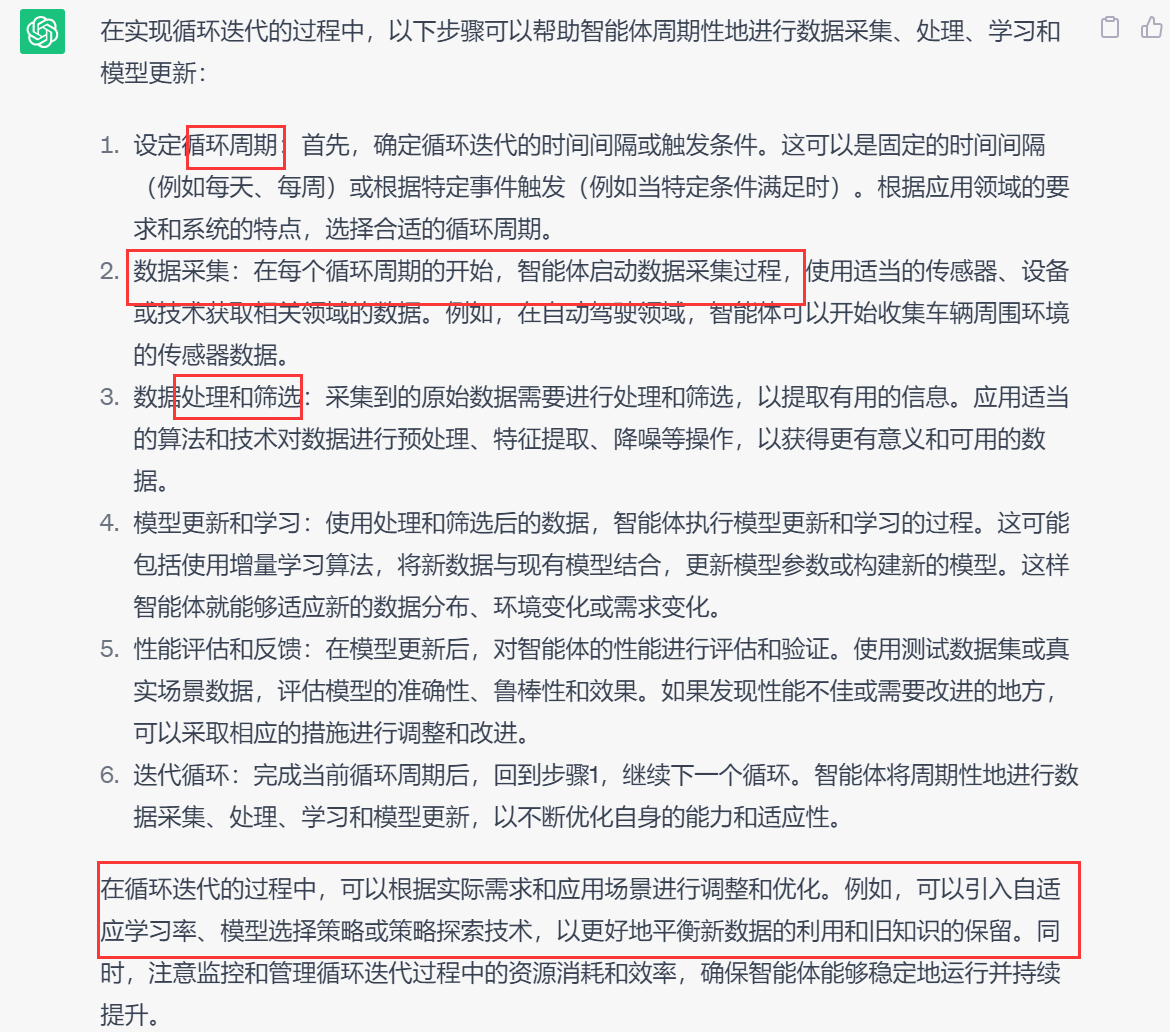 在实现循环迭代的过程中，以下步骤可以帮助智能体周期性地进行数据采集、处理、学习和
模型更新：
1. 设定循环周期：首先，确定循环迭代的时间间隔或触发条件。这可以是固定的时间间隔
（例如每天、每周）或根据特定事件触发（例如当特定条件满足时）。根据应用领域的要
求和系统的特点，选择合适的循环周期。
2. 数据采集：在每个循环周期的开始，智能体启动数据采集过程，使用适当的传感器、设备
或技术获取相关领域的数据。例如，在自动驾驶领域，智能体可以开始收集车辆周围环境
的传感器数据。
3. 数据处理和筛选：采集到的原始数据需要进行处理和筛选，以提取有用的信息。应用适当
的算法和技术对数据进行预处理、特征提取、降噪等操作，以获得更有意义和可用的数
据。
4. 模型更新和学习：使用处理和筛选后的数据，智能体执行模型更新和学习的过程。这可能
包括使用增量学习算法，将新数据与现有模型结合，更新模型参数或构建新的模型。这样
智能体就能够适应新的数据分布、环境变化或需求变化。
5. 性能评估和反馈：在模型更新后，对智能体的性能进行评估和验证。使用测试数据集或真
实场景数据，评估模型的准确性、鲁棒性和效果。如果发现性能不佳或需要改进的地方，
可以采取相应的措施进行调整和改进。
6. 迭代循环：完成当前循环周期后，回到步骤1，继续下一个循环。智能体将周期性地进行数
据采集、处理、学习和模型更新，以不断优化自身的能力和适应性。
在循环迭代的过程中，可以根据实际需求和应用场景进行调整和优化。例如，可以引入自适
应学习率、模型选择策略或策略探索技术，以更好地平衡新数据的利用和旧知识的保留。同
时，注意监控和管理循环迭代过程中的资源消耗和效率，确保智能体能够稳定地运行并持续
提升。